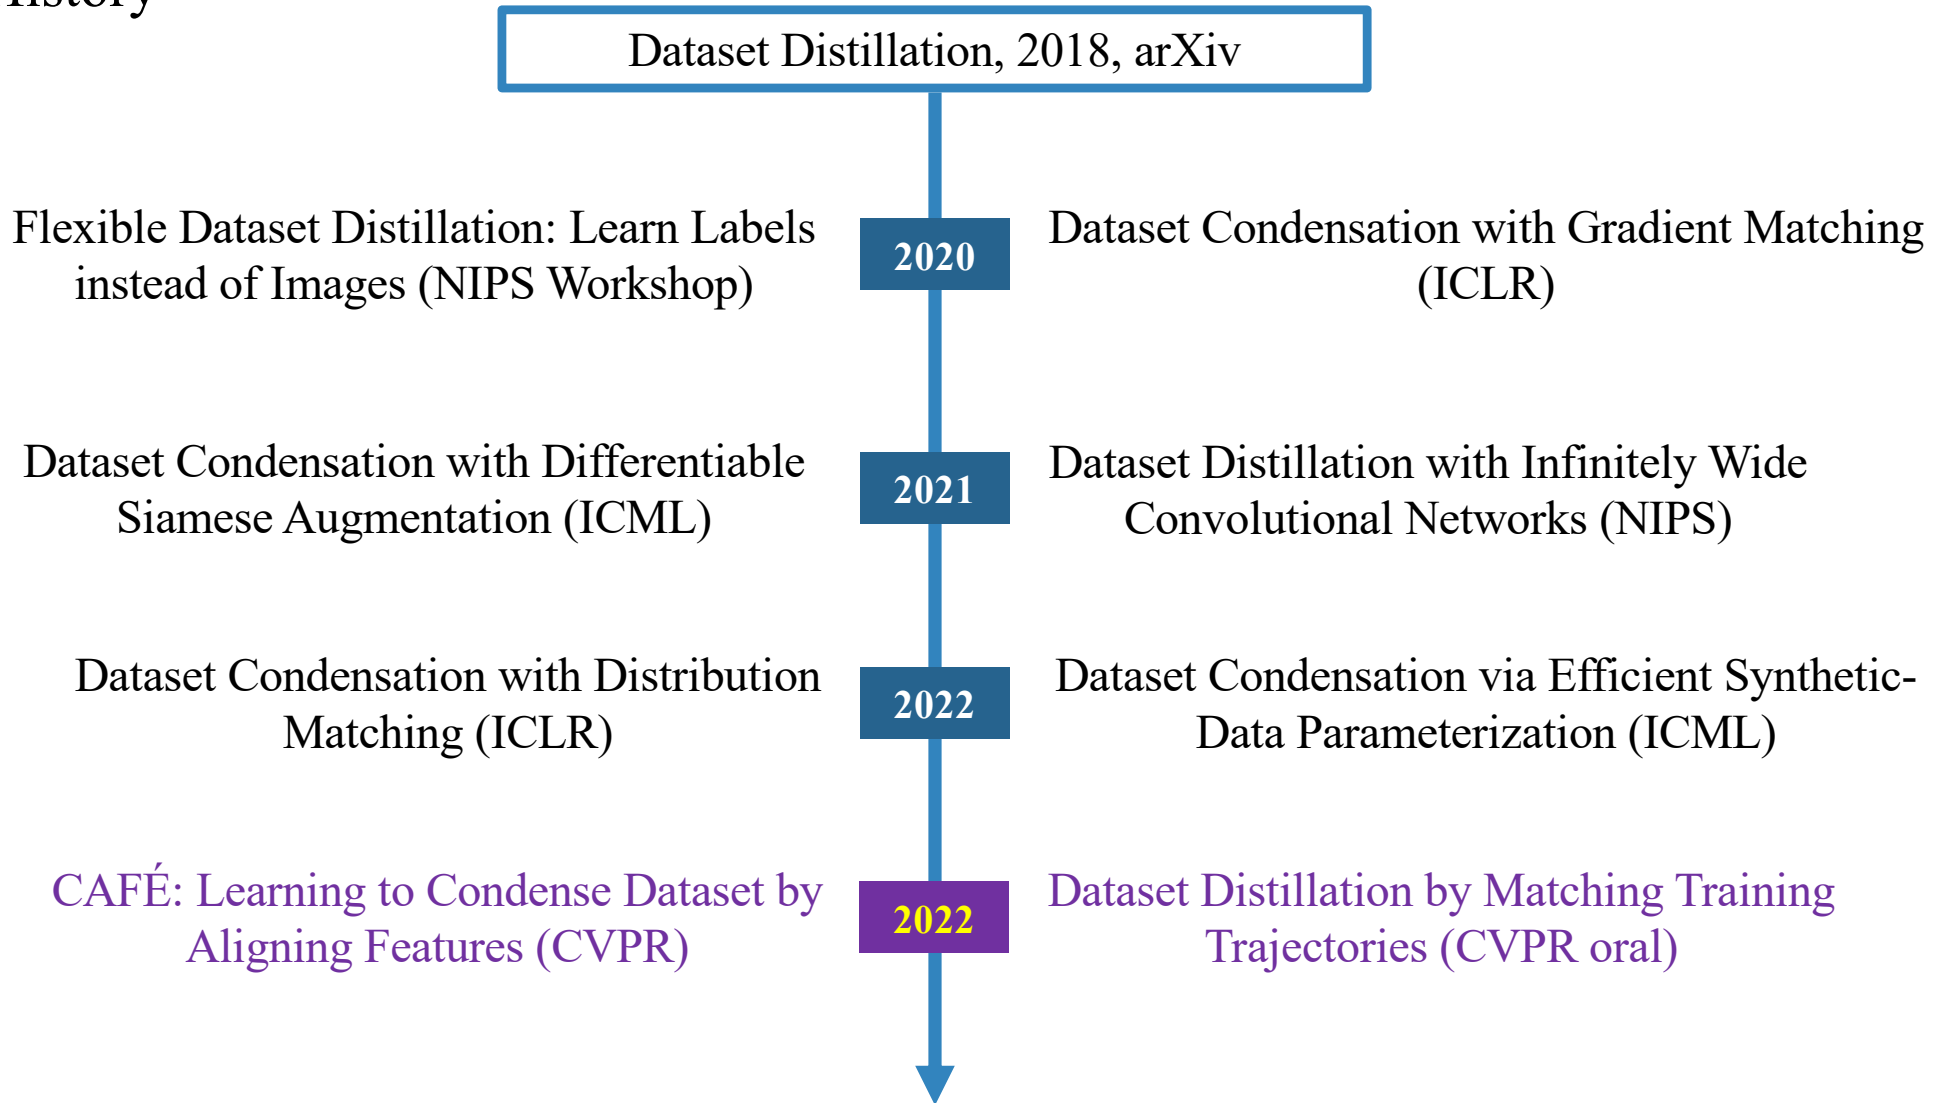 Dataset Distillation, 2018, arXiv
Flexible Dataset Distillation: Learn Labels
instead of Images (NIPS Workshop)
2020
Dataset Condensation with Gradient Matching
(ICLR)
Dataset Condensation with Differentiable
Siamese Augmentation (ICML)
2021
Dataset Distillation with Infinitely Wide
Convolutional Networks (NIPS)
Dataset Condensation with Distribution
Matching (ICLR)
2022
Dataset Condensation via Efficient Synthetic-
Data Parameterization (ICML)
CAFÉ: Learning to Condense Dataset by
Aligning Features (CVPR)
2022
Dataset Distillation by Matching Training
Trajectories (CVPR oral)